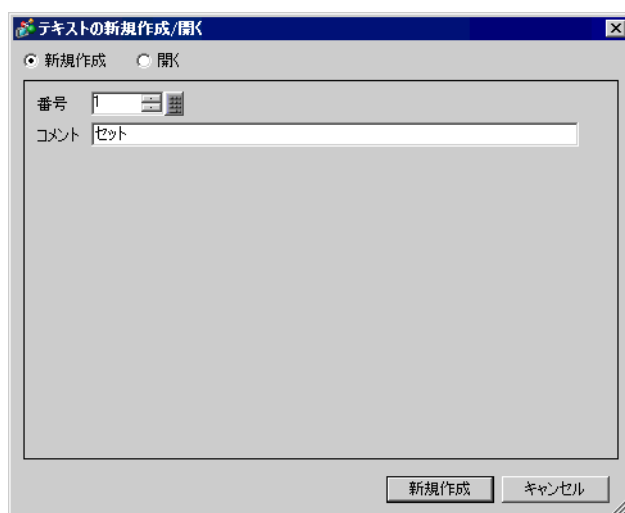 テキストの新規作成/開く
新規作成 開く
番号 1
コメント セット
新規作成 キャンセル